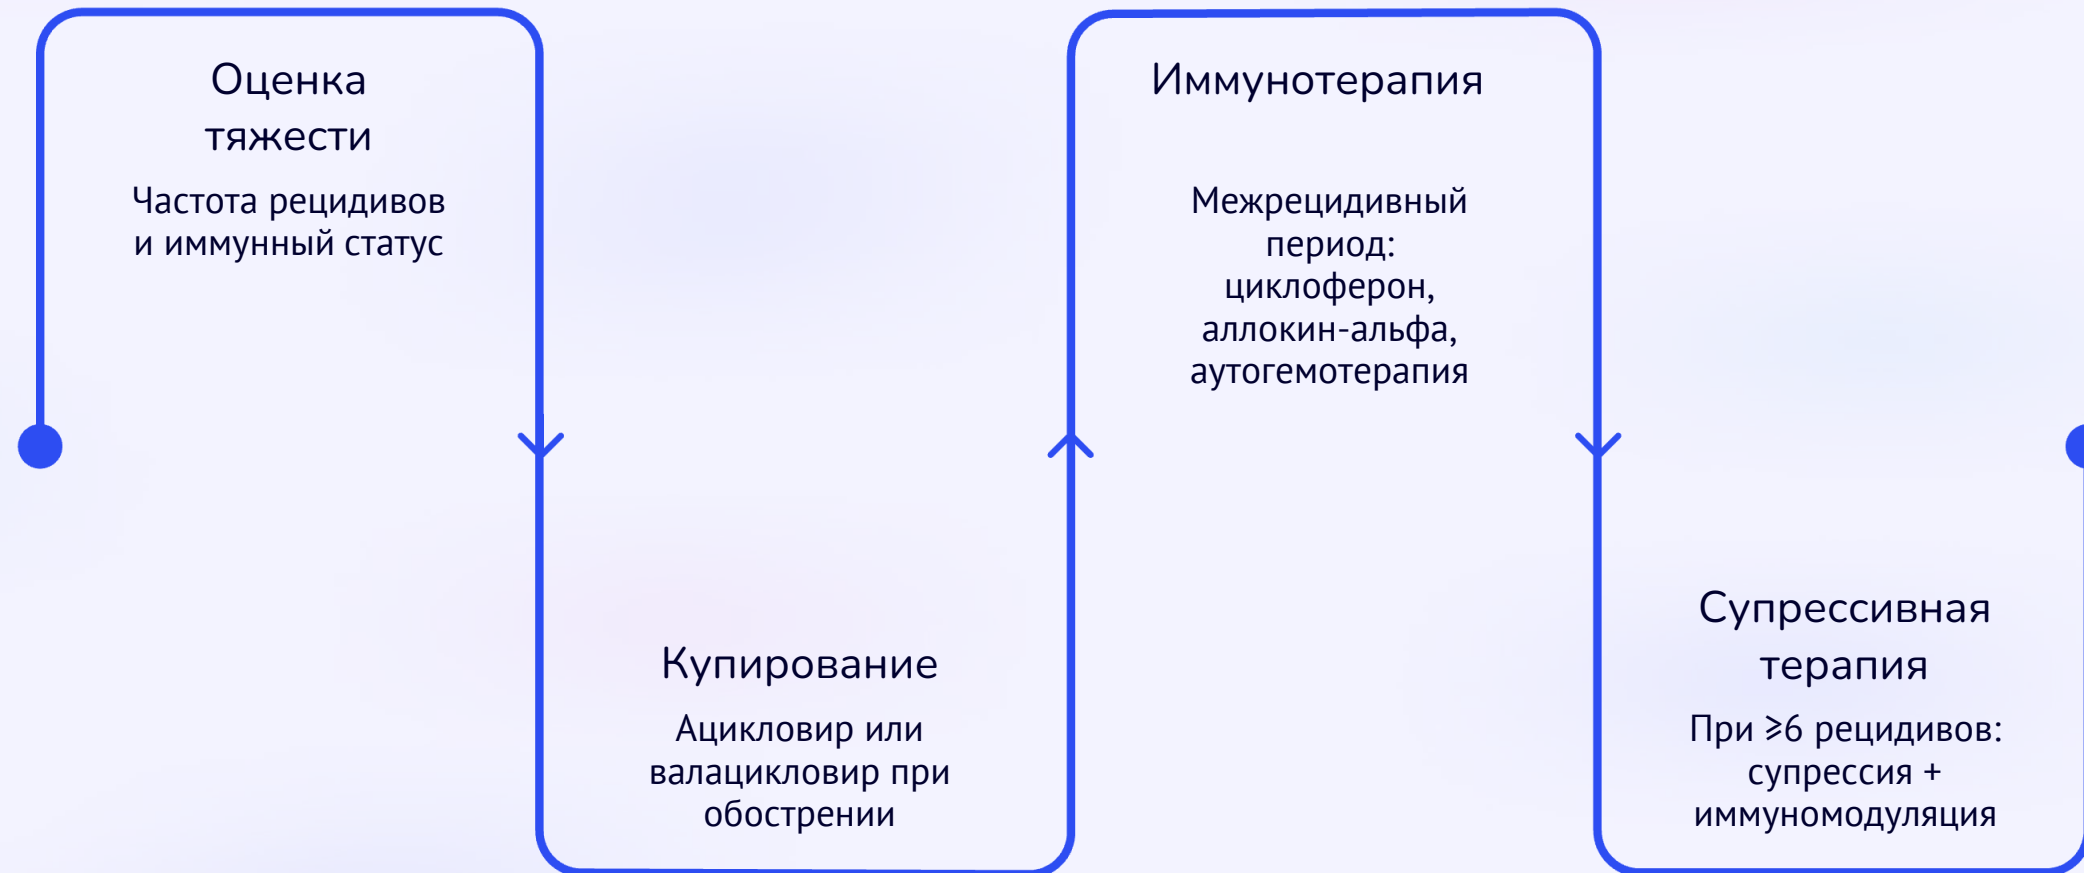 Оценка
тяжести
Частота рецидивов
и иммунный статус
Купирование
Ацикловир или
валацикловир при
обострении
Иммунотерапия
Межрецидивный
период:
циклоферон,
аллокин-альфа,
аутогемотерапия
Супрессивная
терапия
При ⩾6 рецидивов:
супрессия +
иммуномодуляция